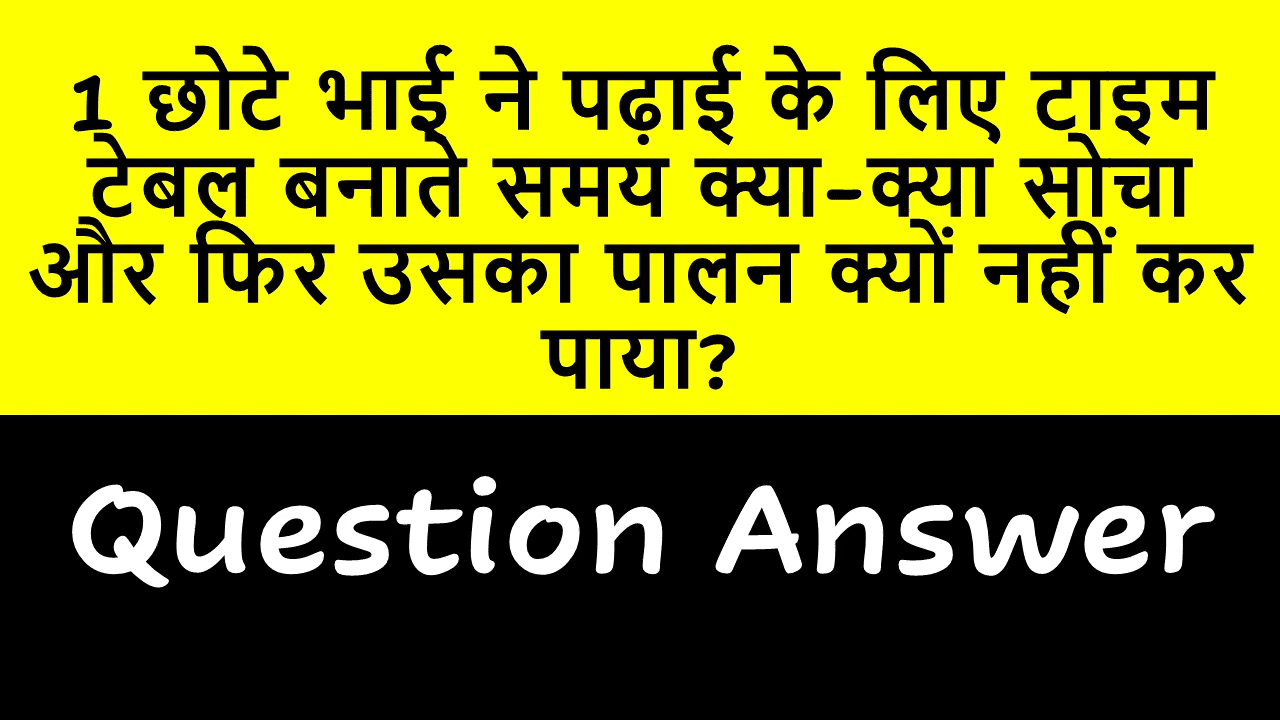 1 छोटे भाई ने पढ़ाई के लिए टाइम
टेबल बनाते समय क्या-क्या सोचा
और फिर उसका पालन क्यों नहीं कर
पाया?
Question Answer